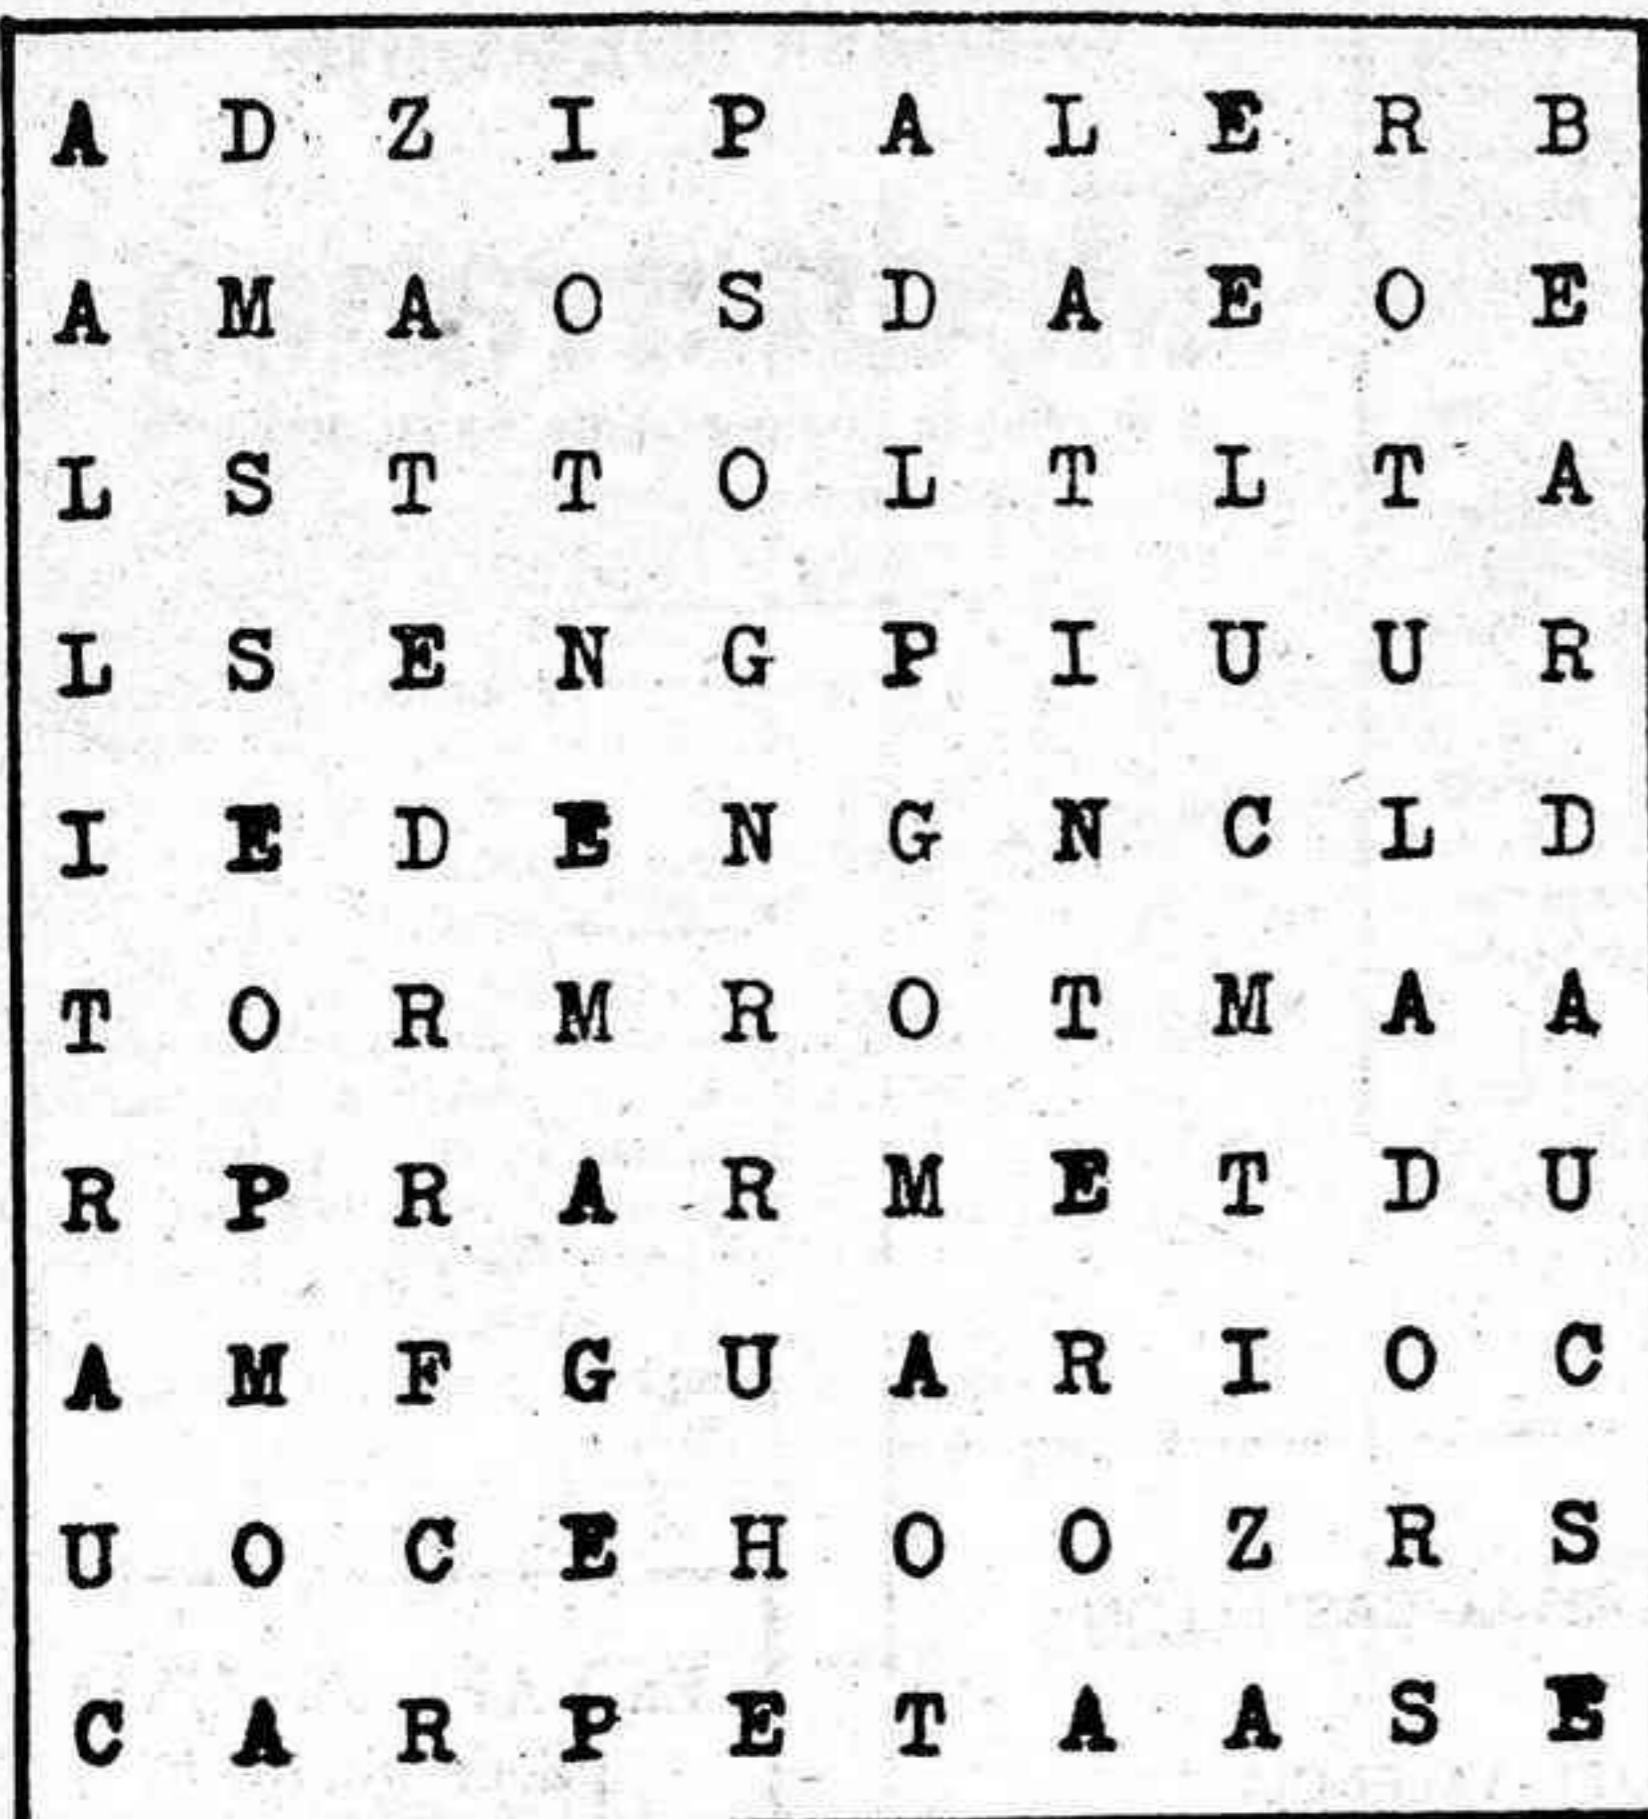 A D Z I P A L E R B
A M A O S D A E O E
L S T T O L T L T A
L S E N G P I U U R
I E D E N G N C L D
T O R M R O T M A A
R P R A R M E T D U
A M F G U A R I O C
U O C E H O O Z R S
C A R P E T A A S E